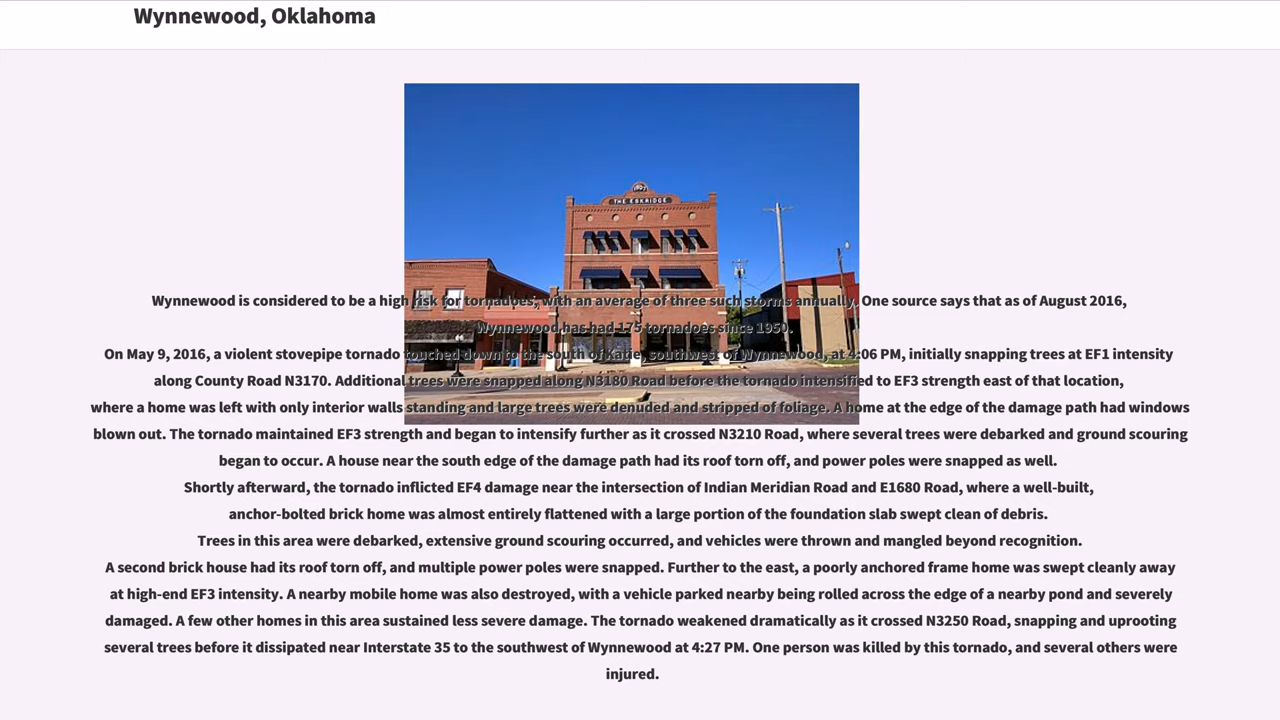 Wynnewood, Oklahoma
1907
THE ESKRIDGE
Wynnewood is considered to be a high risk for tornadoes, with an average of three such storms annually. One source says that as of August 2016,
Wynnewood has had 175 tornadoes since 1950.
On May 9, 2016, a violent stovepipe tornado touched down to the south of Katie, southwest of Wynnewood, at 4:06 PM, initially snapping trees at EF1 intensity
along County Road N3170. Additional trees were snapped along N3180 Road before the tornado intensified to EF3 strength east of that location,
where a home was left with only interior walls standing and large trees were denuded and stripped of foliage. A home at the edge of the damage path had windows
blown out. The tornado maintained EF3 strength and began to intensify further as it crossed N3210 Road, where several trees were debarked and ground scouring
began to occur. A house near the south edge of the damage path had its roof torn off, and power poles were snapped as well.
Shortly afterward, the tornado inflicted EF4 damage near the intersection of Indian Meridian Road and E1680 Road, where a well-built,
anchor-bolted brick home was almost entirely flattened with a large portion of the foundation slab swept clean of debris.
Trees in this area were debarked, extensive ground scouring occurred, and vehicles were thrown and mangled beyond recognition.
A second brick house had its roof torn off, and multiple power poles were snapped. Further to the east, a poorly anchored frame home was swept cleanly away
at high-end EF3 intensity. A nearby mobile home was also destroyed, with a vehicle parked nearby being rolled across the edge of a nearby pond and severely
damaged. A few other homes in this area sustained less severe damage. The tornado weakened dramatically as it crossed N3250 Road, snapping and uprooting
several trees before it dissipated near Interstate 35 to the southwest of Wynnewood at 4:27 PM. One person was killed by this tornado, and several others were
injured.